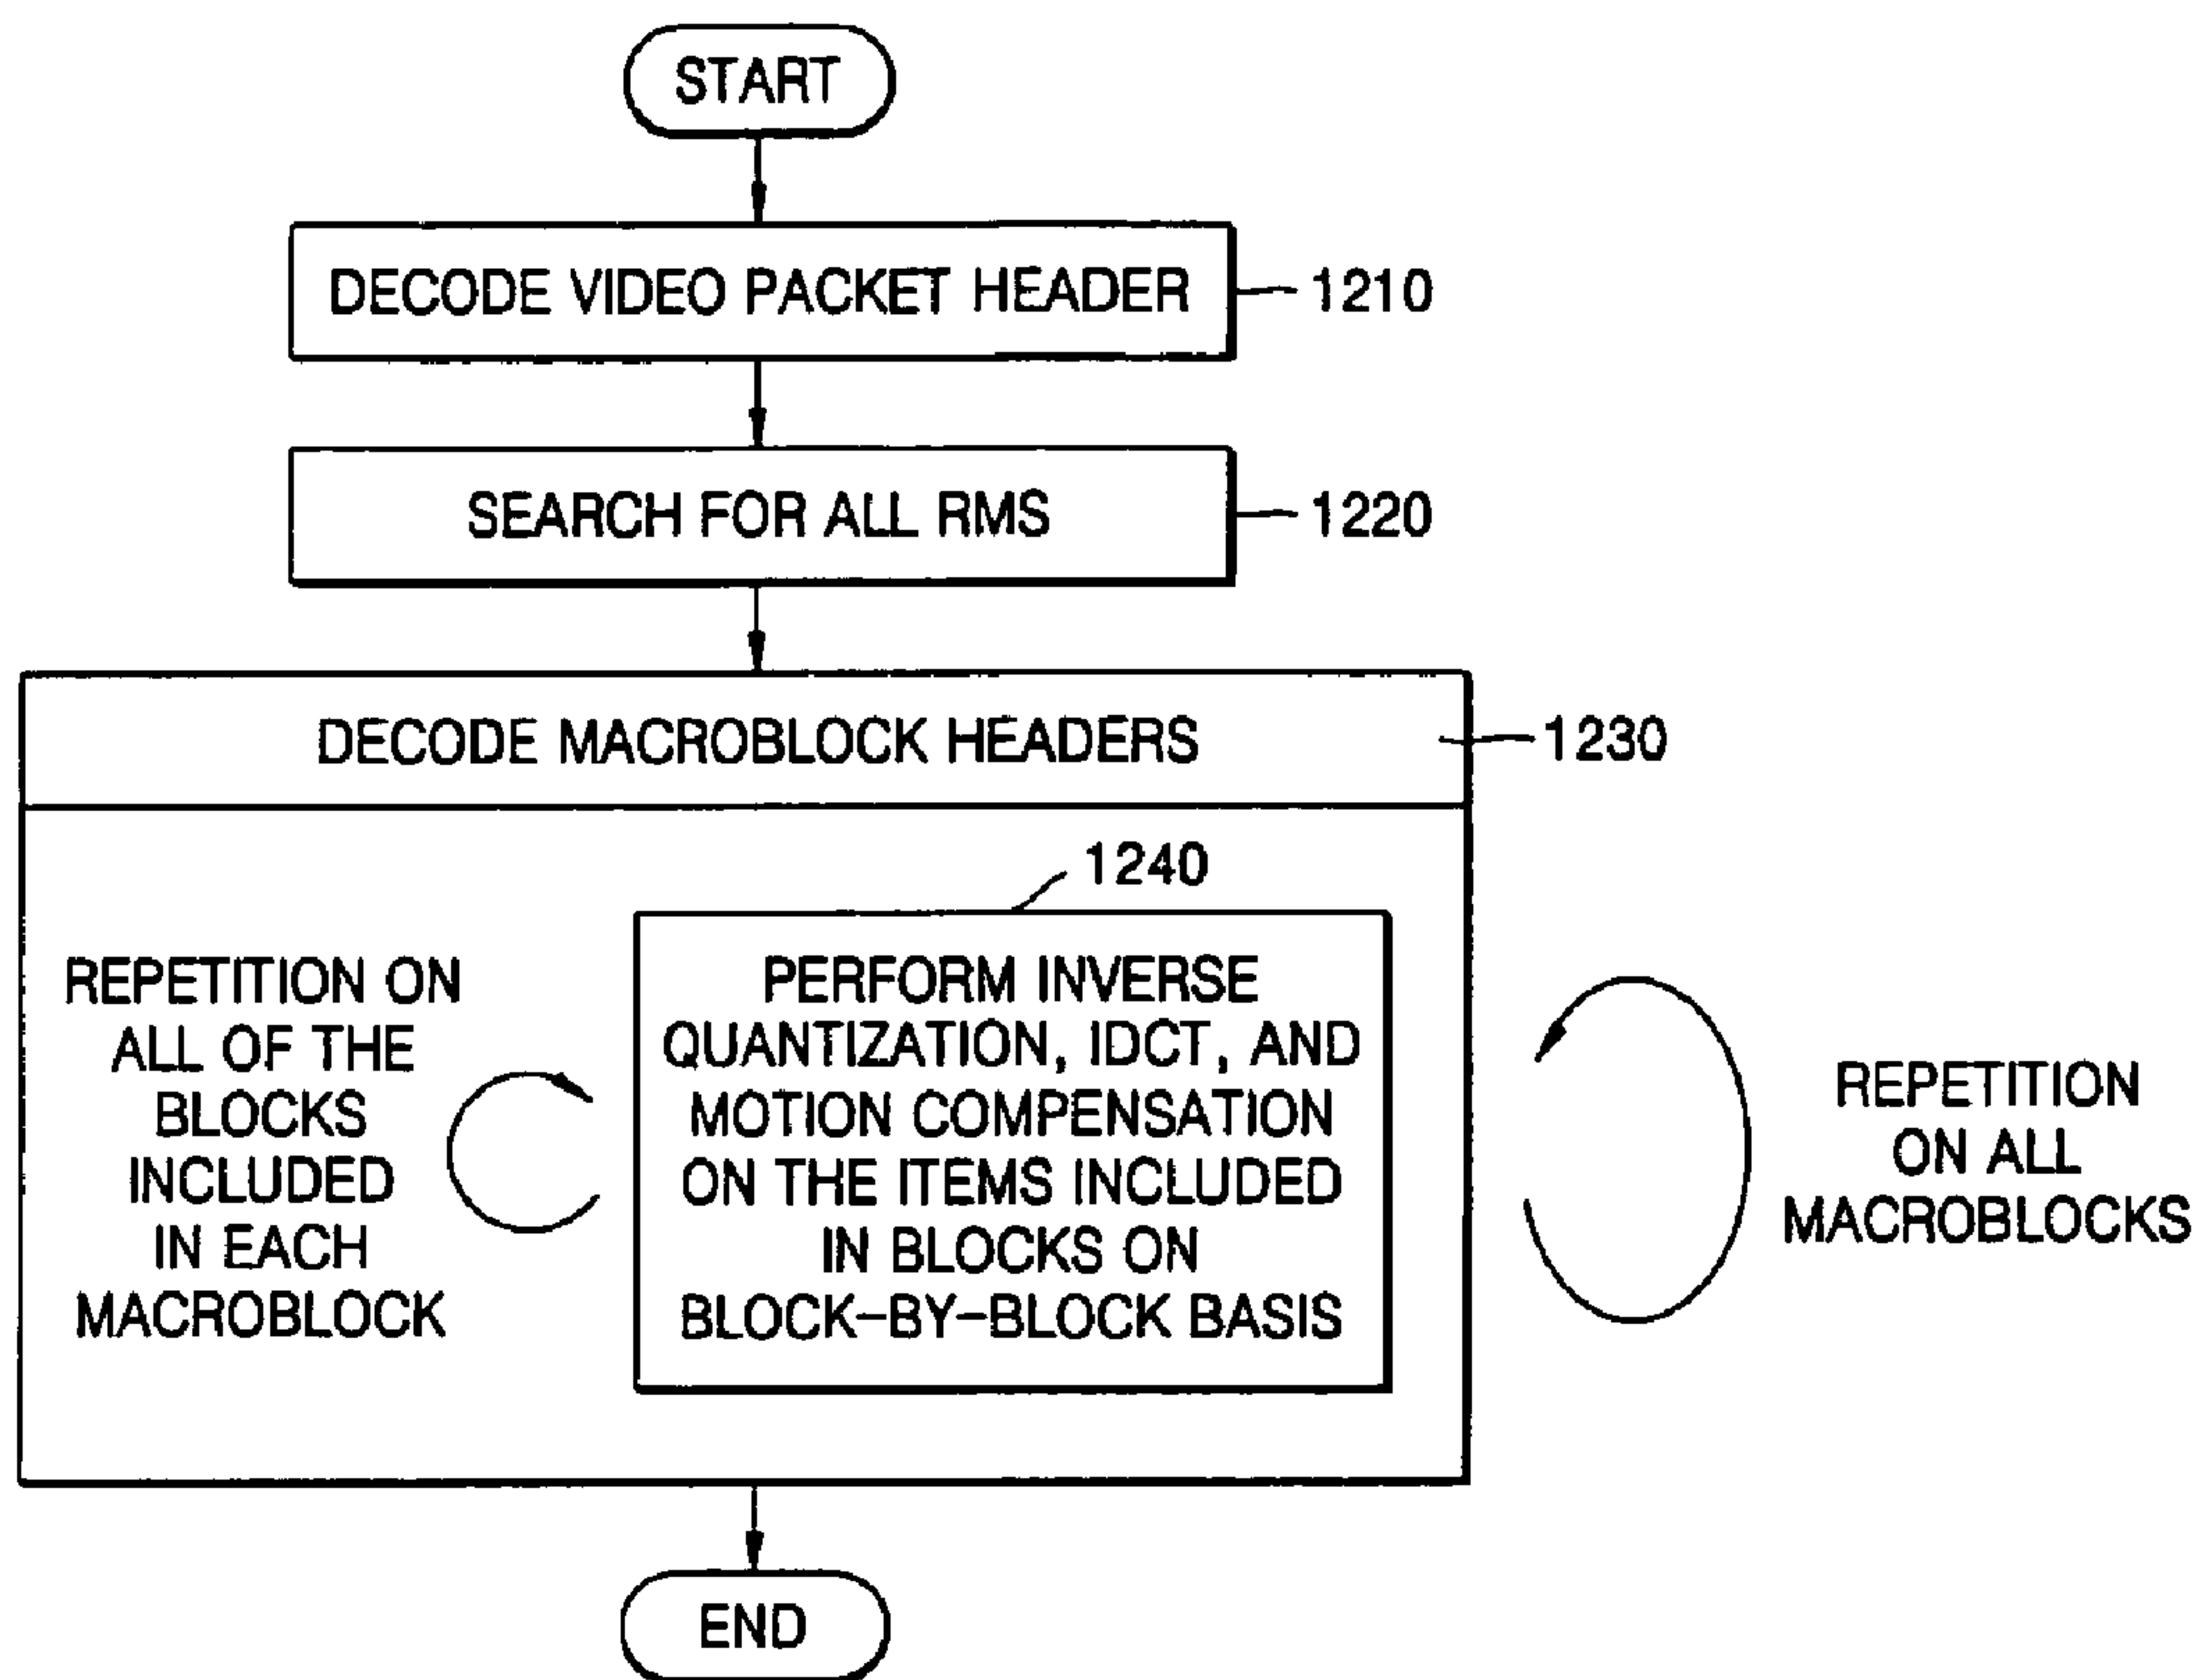 START
DECODE VIDEO PACKET HEADER
1210
SEARCH FOR ALL RMS
1220
DECODE MACROBLOCK HEADERS
1230
1240
REPETITION ON
ALL OF THE
BLOCKS
INCLUDED
IN EACH
MACROBLOCK
PERFORM INVERSE
QUANTIZATION, IDCT, AND
MOTION COMPENSATION
ON THE ITEMS INCLUDED
IN BLOCKS ON
BLOCK-BY-BLOCK BASIS
REPETITION
ON ALL
MACROBLOCKS
END